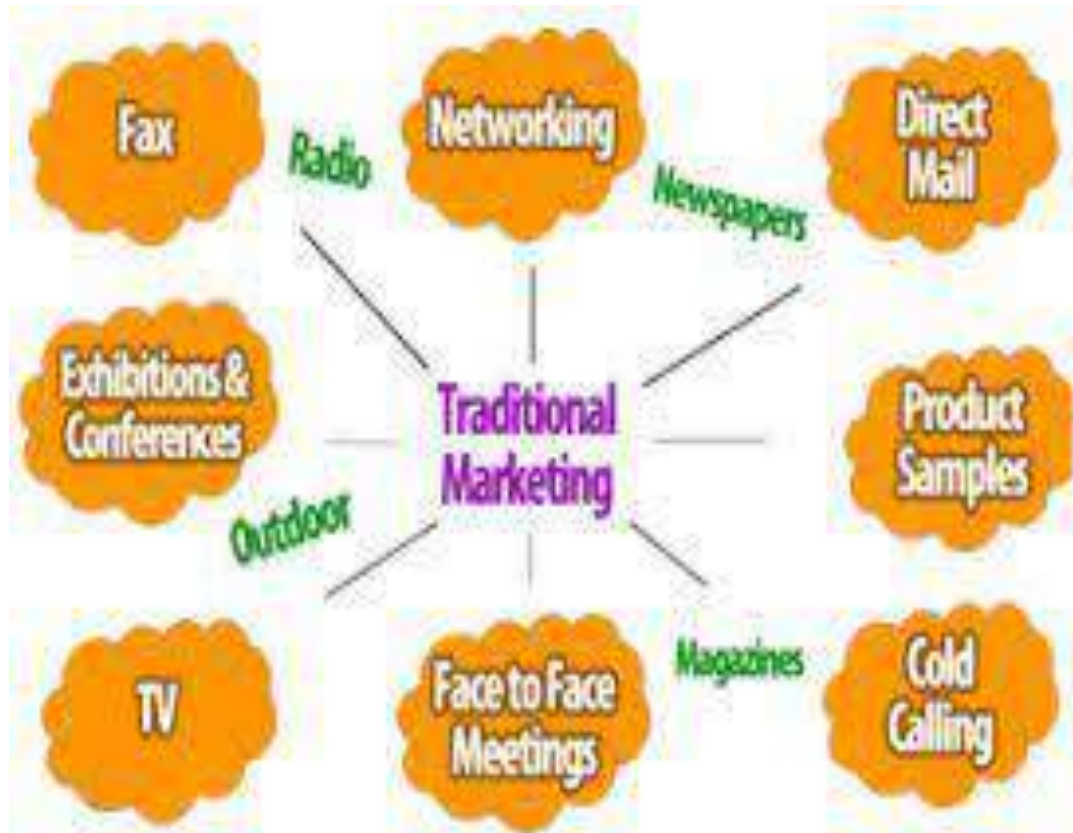 Fax
Radio
Networking
Newspapers
Direct
Mail
Exhibitions &
Conferences
Traditional
Marketing
Product
Samples
Outdoor
TV
Face to Face
Meetings
Magazines
Cold
Calling